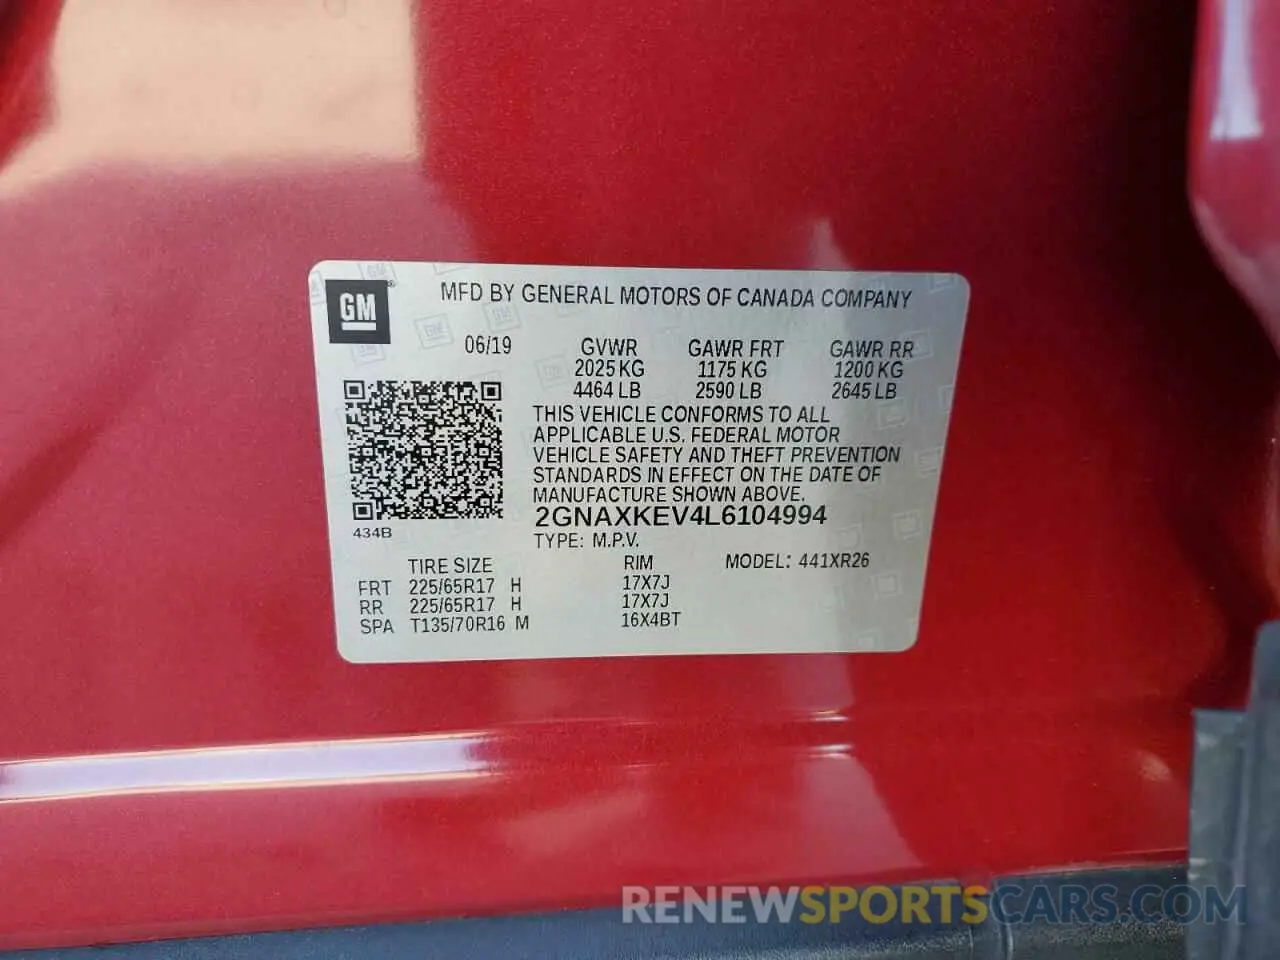 GM
MFD BY GENERAL MOTORS OF CANADA COMPANY
06/19 GVWR GAWR FRT GAWR RR
2025 KG 1175 KG 1200 KG
4464 LB 2590 LB 2645 LB
THIS VEHICLE CONFORMS TO ALL
APPLICABLE U.S. FEDERAL MOTOR
VEHICLE SAFETY AND THEFT PREVENTION
STANDARDS IN EFFECT ON THE DATE OF
MANUFACTURE SHOWN ABOVE.
2GNAXKEV4L6104994
434B
TYPE: M.P.V.
TIRE SIZE RIM MODEL: 441XR26
FRT 225/65R17 H 17X7J
RR 225/65R17 H 17X7J
SPA T135/70R16 M 16X4BT
RENEWSPORTSCARS.COM